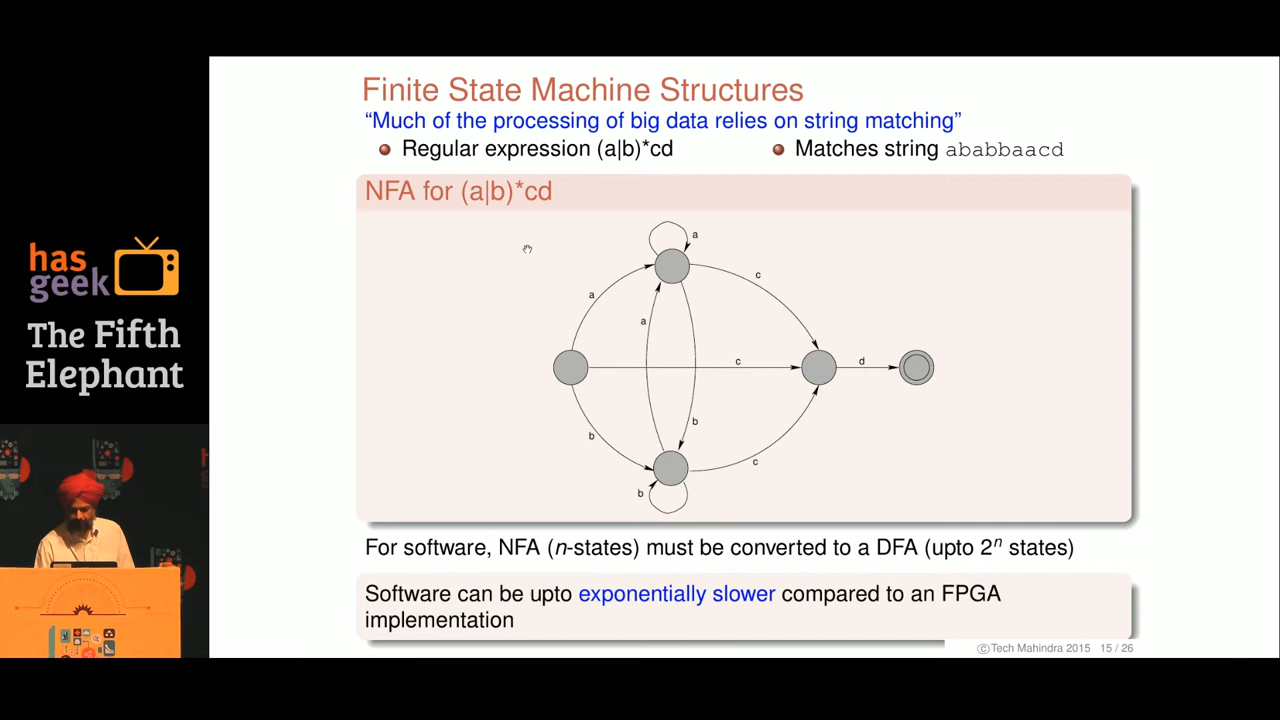 has
geek
The Fifth
Elephant
Finite State Machine Structures
“Much of the processing of big data relies on string matching”
Regular expression (a|b)*cd
Matches string ababbaacd
NFA for (a|b)*cd
a
c
a
a
c
d
b
b
c
b
For software, NFA (n-states) must be converted to a DFA (upto 2ⁿ states)
Software can be upto exponentially slower compared to an FPGA
implementation
©Tech Mahindra 2015 15 / 26